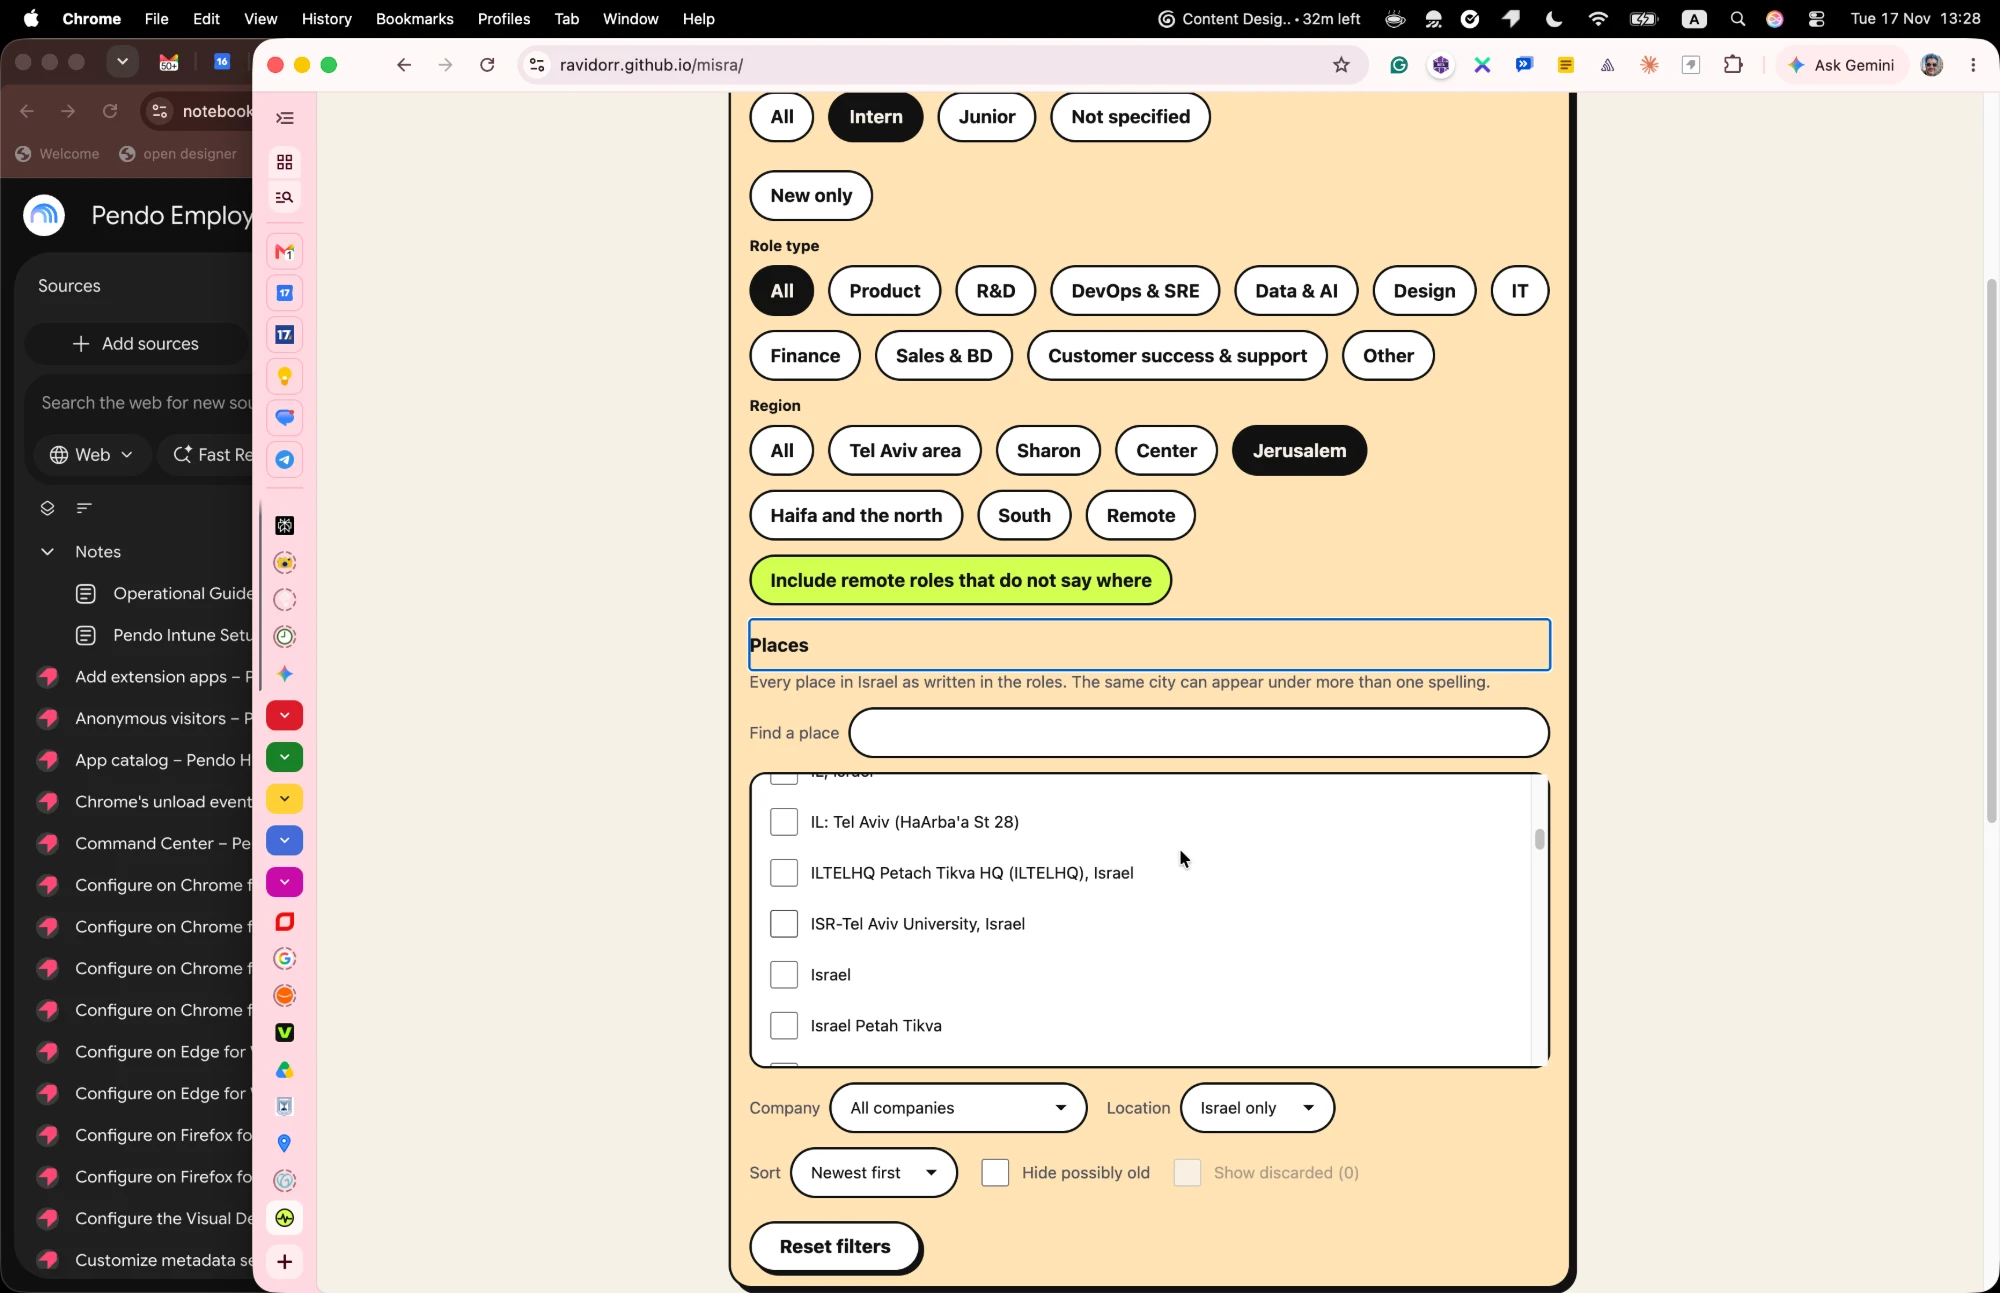 Chrome File Edit View History Bookmarks Profiles Tab Window Help
Content Desig.. • 32m left
A
Tue 17 Nov 13:28
50+
16
ravidorr.github.io/misra/
Ask Gemini
notebook
Welcome
open designer
Pendo Employ
Sources
Add sources
Search the web for new sou
Web
Fast Re
Notes
Operational Guide
Pendo Intune Setu
Add extension apps – P
Anonymous visitors – P
App catalog – Pendo H
Chrome's unload event
Command Center – Pe
Configure on Chrome f
Configure on Chrome f
Configure on Chrome f
Configure on Chrome f
Configure on Edge for
Configure on Edge for
Configure on Firefox fo
Configure on Firefox fo
Configure the Visual De
Customize metadata se
1
17
17
All
Intern
Junior
Not specified
New only
Role type
All
Product
R&D
DevOps & SRE
Data & AI
Design
IT
Finance
Sales & BD
Customer success & support
Other
Region
All
Tel Aviv area
Sharon
Center
Jerusalem
Haifa and the north
South
Remote
Include remote roles that do not say where
Places
Every place in Israel as written in the roles. The same city can appear under more than one spelling.
Find a place
IL: Tel Aviv (HaArba'a St 28)
ILTELHQ Petach Tikva HQ (ILTELHQ), Israel
ISR-Tel Aviv University, Israel
Israel
Israel Petah Tikva
Company
All companies
Location
Israel only
Sort
Newest first
Hide possibly old
Show discarded (0)
Reset filters